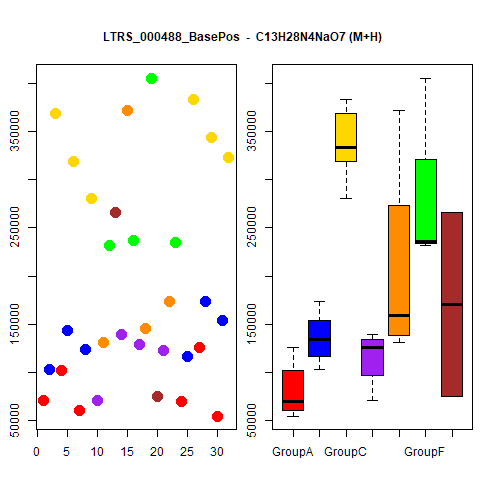 LTRS_000488_BasePos - C13H28N4NaO7 (M+H)
350000
250000
150000
50000
0 5 10 15 20 25 30
350000
250000
150000
50000
GroupA GroupC GroupF